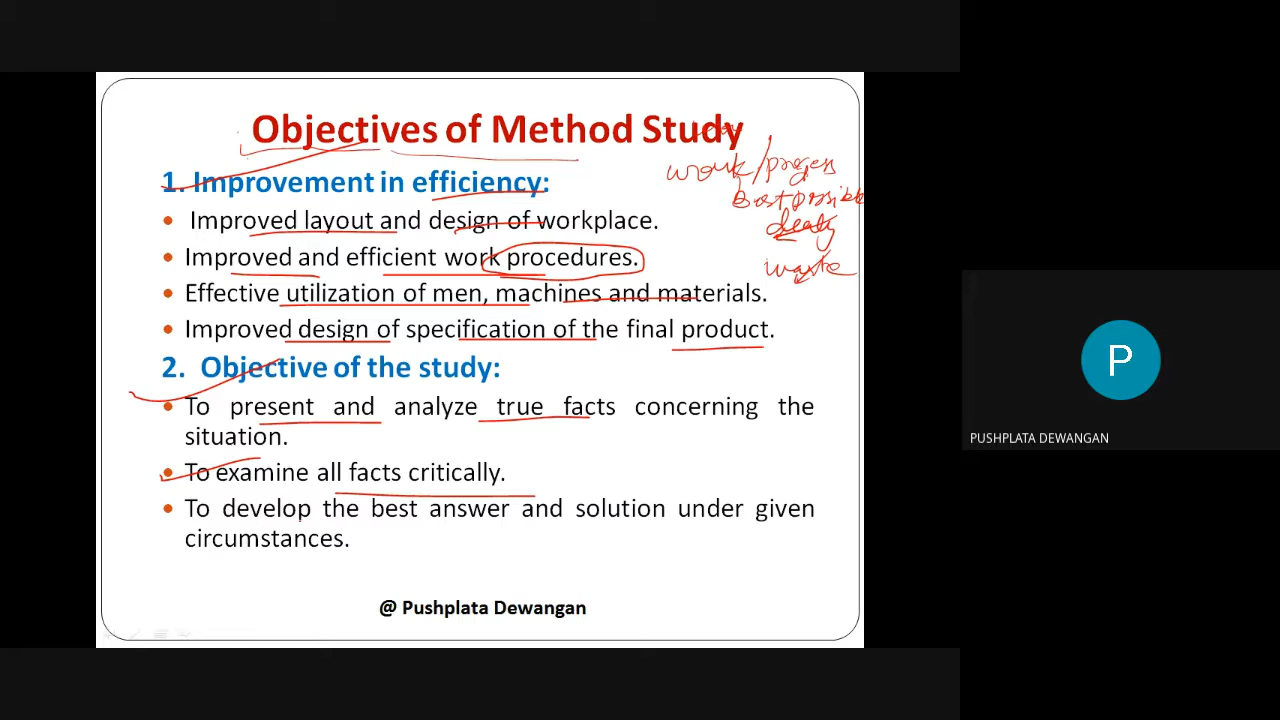 Objectives of Method Study
work/progess
1. Improvement in efficiency:
Best possible
• Improved layout and design of workplace.
• Improved and efficient work procedures.
waste
• Effective utilization of men, machines and materials.
• Improved design of specification of the final product.
2. Objective of the study:
• To present and analyze true facts concerning the
situation.
• To examine all facts critically.
• To develop the best answer and solution under given
circumstances.
@ Pushplata Dewangan
P
PUSHPLATA DEWANGAN